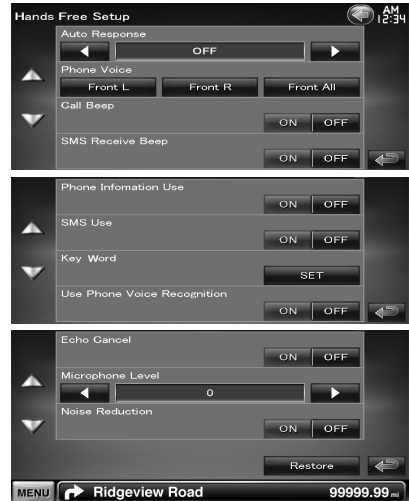 Hands Free Setup
AM
12:34
Auto Response
OFF
Phone Voice
Front L Front R Front All
Call Beep
ON OFF
SMS Receive Beep
ON OFF
Phone Infomation Use
ON OFF
SMS Use
ON OFF
Key Word
SET
Use Phone Voice Recognition
ON OFF
Echo Cancel
ON OFF
Microphone Level
0
Noise Reduction
ON OFF
Restore
MENU Ridgeview Road 99999.99 mi